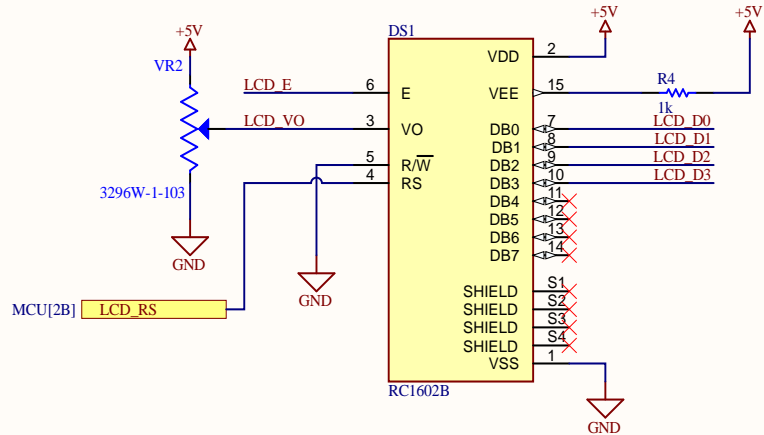 +5V
+5V
+5V
DS1
VR2
VDD
2
LCD_E
6
E
VEE
15
R4
1k
LCD_VO
3
VO
DB0
7
LCD_D0
DB1
8
LCD_D1
5
R/W
DB2
9
LCD_D2
4
RS
DB3
10
LCD_D3
3296W-1-103
DB4
11
DB5
12
DB6
13
DB7
14
GND
GND
SHIELD
S1
SHIELD
S2
MCU[2B]
LCD_RS
SHIELD
S3
SHIELD
S4
VSS
1
RC1602B
GND